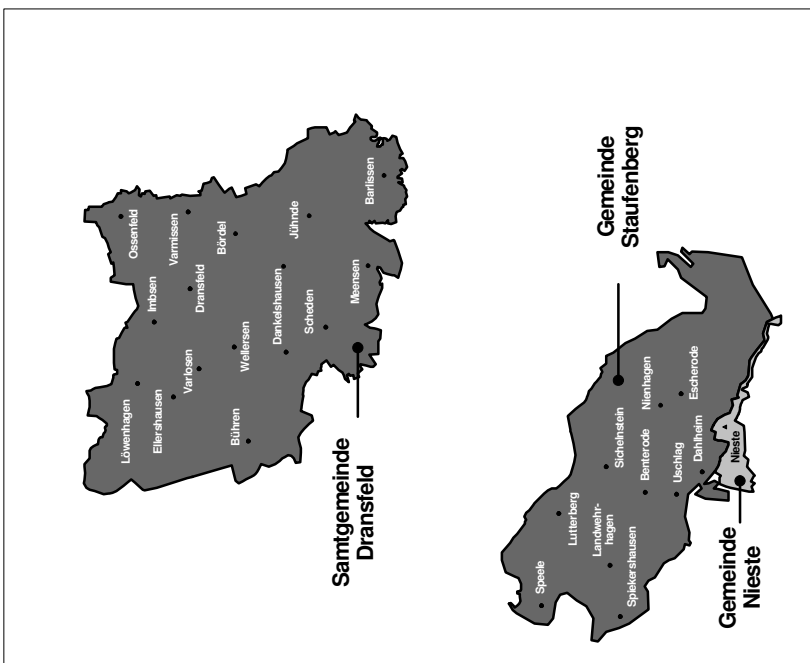 Ossenfeld
Varmissen
Bördel
Jühnde
Barlissen
Imbsen
Dransfeld
Dankelshausen
Scheden
Meensen
Löwenhagen
Ellershausen
Varlosen
Wellersen
Bühren
Samtgemeinde
Dransfeld
Gemeinde
Staufenberg
Speele
Lutterberg
Landwehr-
hagen
Spiekershausen
Sichelnstein
Benterode
Uschlag
Nienhagen
Escherode
Dahlheim
Nieste
Gemeinde
Nieste